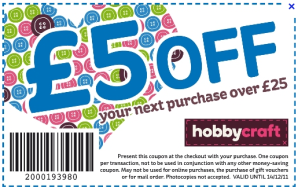 £5 OFF
your next purchase over £25
hobbycraft
2000193980
Present this coupon at the checkout with your purchase. One coupon
per transaction, not to be used in conjunction with any other money-saving
coupon. May not be used for online purchases, the purchase of gift vouchers
or for mail order. Photocopies not accepted. VALID UNTIL 14/12/11